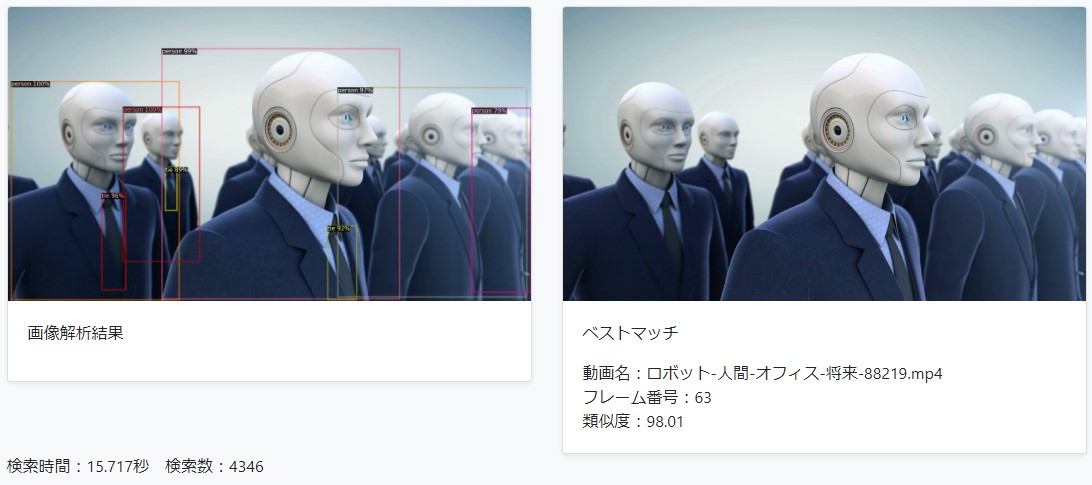 person 99%
person 100%
person 97%
person 100%
person 79%
tie 89%
tie 96%
tie 92%
画像解析結果
ベストマッチ
動画名：ロボット-人間-オフィス-将来-88219.mp4
フレーム番号：63
類似度：98.01
検索時間：15.717秒　検索数：4346